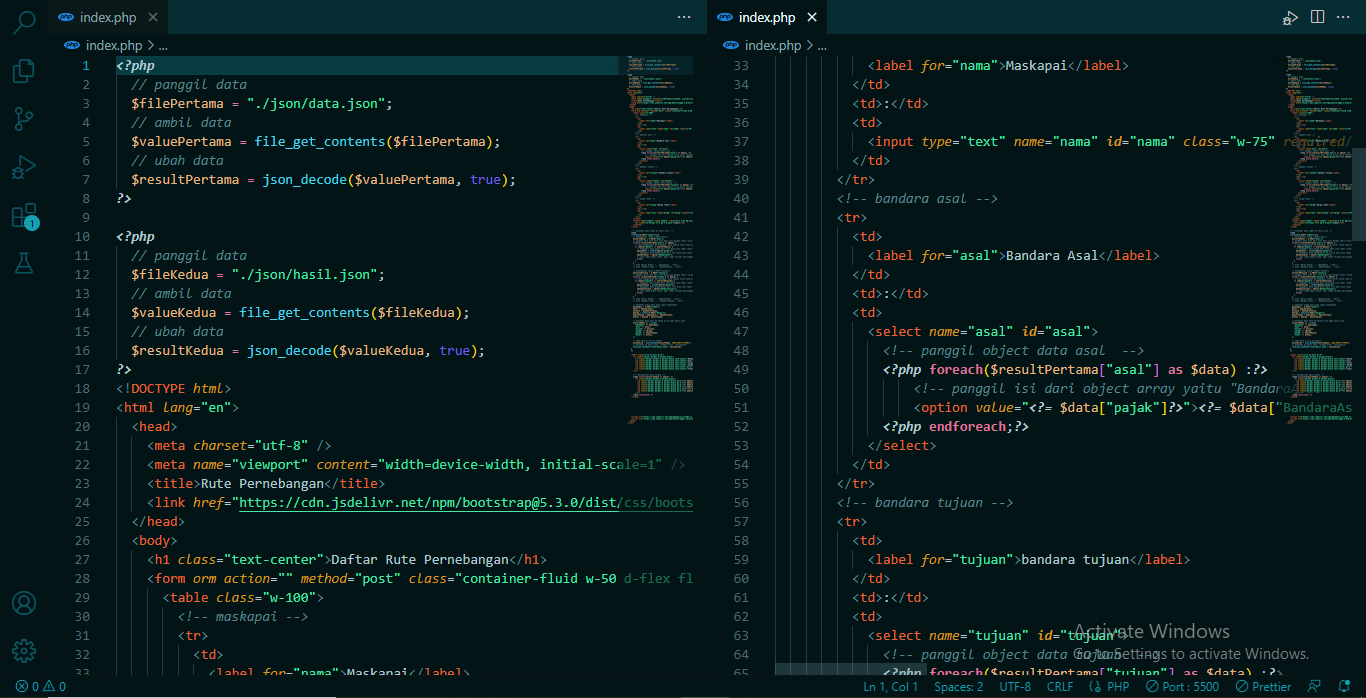 index.php
index.php
index.php > ...
index.php > ...
1 <?php
2 // panggil data
3 $filePertama = "./json/data.json";
4 // ambil data
5 $valuePertama = file_get_contents($filePertama);
6 // ubah data
7 $resultPertama = json_decode($valuePertama, true);
8 ?>
9
10 <?php
11 // panggil data
12 $fileKedua = "./json/hasil.json";
13 // ambil data
14 $valueKedua = file_get_contents($fileKedua);
15 // ubah data
16 $resultKedua = json_decode($valueKedua, true);
17 ?>
18 <!DOCTYPE html>
19 <html lang="en">
20 <head>
21 <meta charset="utf-8" />
22 <meta name="viewport" content="width=device-width, initial-scale=1" />
23 <title>Rute Pernebangan</title>
24 <link href="https://cdn.jsdelivr.net/npm/bootstrap@5.3.0/dist/css/boots
25 </head>
26 <body>
27 <h1 class="text-center">Daftar Rute Pernebangan</h1>
28 <form orm action="" method="post" class="container-fluid w-50 d-flex fl
29 <table class="w-100">
30 <!-- maskapai -->
31 <tr>
32 <td>
33 <label for="nama">Maskapai</label>
33 <label for="nama">Maskapai</label>
34 </td>
35 <td>:</td>
36 <td>
37 <input type="text" name="nama" id="nama" class="w-75" required/
38 </td>
39 </tr>
40 <!-- bandara asal -->
41 <tr>
42 <td>
43 <label for="asal">Bandara Asal</label>
44 </td>
45 <td>:</td>
46 <td>
47 <select name="asal" id="asal">
48 <!-- panggil object data asal -->
49 <?php foreach($resultPertama["asal"] as $data) :?>
50 <!-- panggil isi dari object array yaitu "BandaraA
51 <option value="<?= $data["pajak"]?>"><?= $data["BandaraAs
52 <?php endforeach;?>
53 </select>
54 </td>
55 </tr>
56 <!-- bandara tujuan -->
57 <tr>
58 <td>
59 <label for="tujuan">bandara tujuan</label>
60 </td>
61 <td>:</td>
62 <td>
63 <select name="tujuan" id="tujuan">
64 <!-- panggil object data tujuan -->
65 <?php foreach($resultPertama["tujuan"] as $data) :?>
Activate Windows
Go to Settings to activate Windows.
1
0 0
Ln 1, Col 1 Spaces: 2 UTF-8 CRLF {} PHP Port : 5500 Prettier